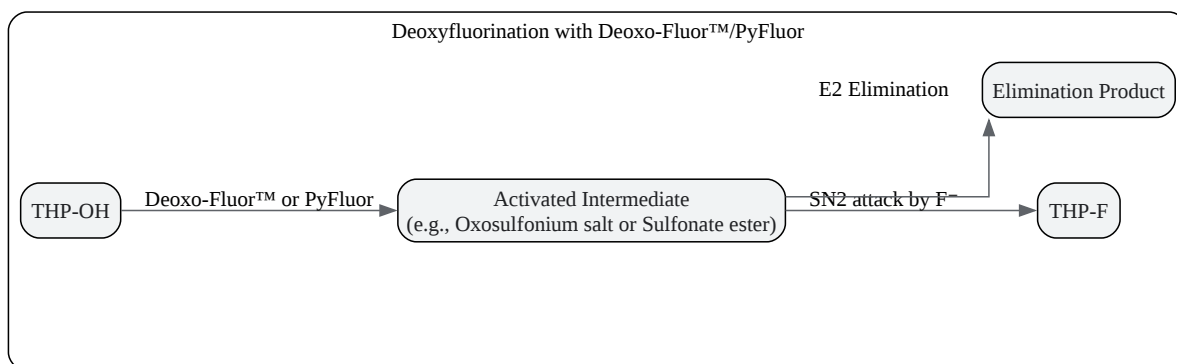 Deoxyfluorination with Deoxo-Fluor™/PyFluor
E2 Elimination
Elimination Product
THP-OH
Deoxo-Fluor™ or PyFluor
Activated Intermediate
(e.g., Oxosulfonium salt or Sulfonate ester)
SN2 attack by F⁻
THP-F